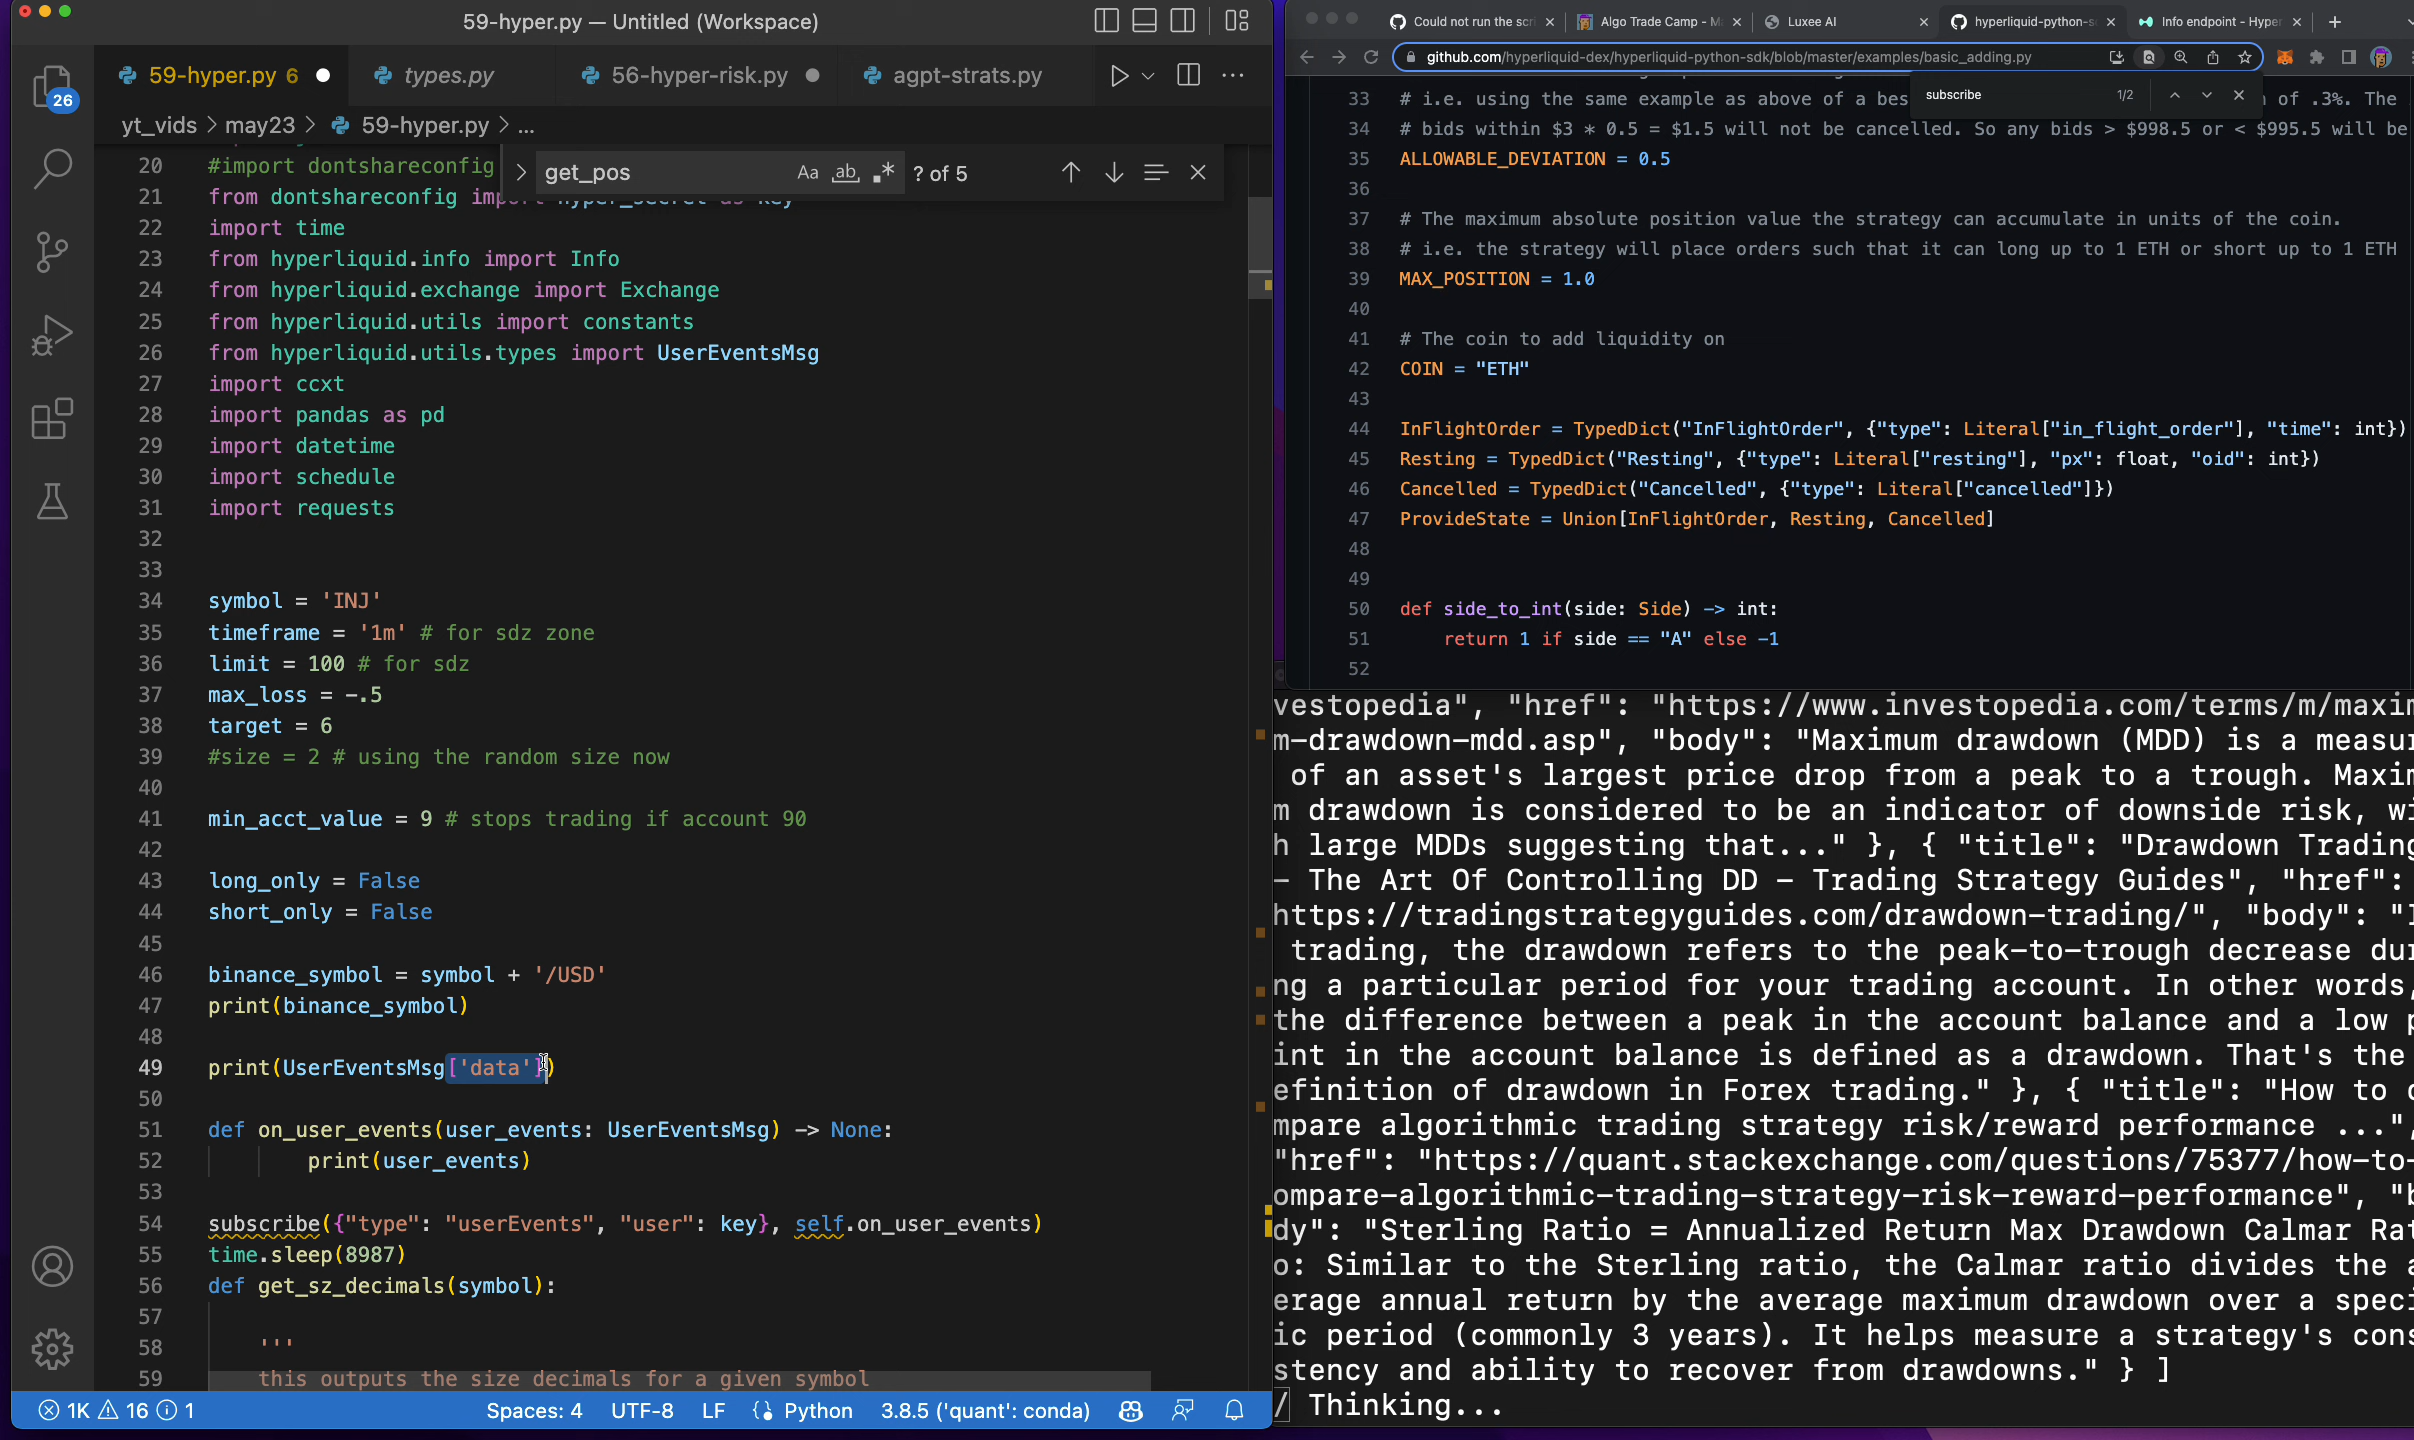 59-hyper.py — Untitled (Workspace)
59-hyper.py 6
types.py
56-hyper-risk.py
agpt-strats.py
26
yt_vids > may23 > 59-hyper.py > ...
get_pos
Aa ab .* ? of 5
20 #import dontshareconfig
21 from dontshareconfig import hyper_secret as key
22 import time
23 from hyperliquid.info import Info
24 from hyperliquid.exchange import Exchange
25 from hyperliquid.utils import constants
26 from hyperliquid.utils.types import UserEventsMsg
27 import ccxt
28 import pandas as pd
29 import datetime
30 import schedule
31 import requests
32
33
34 symbol = 'INJ'
35 timeframe = '1m' # for sdz zone
36 limit = 100 # for sdz
37 max_loss = -.5
38 target = 6
39 #size = 2 # using the random size now
40
41 min_acct_value = 9 # stops trading if account 90
42
43 long_only = False
44 short_only = False
45
46 binance_symbol = symbol + '/USD'
47 print(binance_symbol)
48
49 print(UserEventsMsg['data'])
50
51 def on_user_events(user_events: UserEventsMsg) -> None:
52 print(user_events)
53
54 subscribe({"type": "userEvents", "user": key}, self.on_user_events)
55 time.sleep(8987)
56 def get_sz_decimals(symbol):
57
58 '''
59 this outputs the size decimals for a given symbol
1K 16 1 Spaces: 4 UTF-8 LF Python 3.8.5 ('quant': conda)
Could not run the scri
Algo Trade Camp - M
Luxee AI
hyperliquid-python-s
Info endpoint - Hyper
github.com/hyperliquid-dex/hyperliquid-python-sdk/blob/master/examples/basic_adding.py
subscribe 1/2
33 # i.e. using the same example as above of a bes of .3%. The
34 # bids within $3 * 0.5 = $1.5 will not be cancelled. So any bids > $998.5 or < $995.5 will be
35 ALLOWABLE_DEVIATION = 0.5
36
37 # The maximum absolute position value the strategy can accumulate in units of the coin.
38 # i.e. the strategy will place orders such that it can long up to 1 ETH or short up to 1 ETH
39 MAX_POSITION = 1.0
40
41 # The coin to add liquidity on
42 COIN = "ETH"
43
44 InFlightOrder = TypedDict("InFlightOrder", {"type": Literal["in_flight_order"], "time": int})
45 Resting = TypedDict("Resting", {"type": Literal["resting"], "px": float, "oid": int})
46 Cancelled = TypedDict("Cancelled", {"type": Literal["cancelled"]})
47 ProvideState = Union[InFlightOrder, Resting, Cancelled]
48
49
50 def side_to_int(side: Side) -> int:
51 return 1 if side == "A" else -1
52
vestopedia", "href": "https://www.investopedia.com/terms/m/maxim
m-drawdown-mdd.asp", "body": "Maximum drawdown (MDD) is a measur
of an asset's largest price drop from a peak to a trough. Maxim
m drawdown is considered to be an indicator of downside risk, wi
h large MDDs suggesting that..." }, { "title": "Drawdown Trading
– The Art Of Controlling DD – Trading Strategy Guides", "href":
https://tradingstrategyguides.com/drawdown-trading/", "body": "I
trading, the drawdown refers to the peak-to-trough decrease dur
ng a particular period for your trading account. In other words,
the difference between a peak in the account balance and a low p
int in the account balance is defined as a drawdown. That's the
efinition of drawdown in Forex trading." }, { "title": "How to c
mpare algorithmic trading strategy risk/reward performance ...",
"href": "https://quant.stackexchange.com/questions/75377/how-to-
ompare-algorithmic-trading-strategy-risk-reward-performance", "b
dy": "Sterling Ratio = Annualized Return Max Drawdown Calmar Rat
o: Similar to the Sterling ratio, the Calmar ratio divides the a
erage annual return by the average maximum drawdown over a speci
ic period (commonly 3 years). It helps measure a strategy's cons
stency and ability to recover from drawdowns." } ]
/ Thinking...